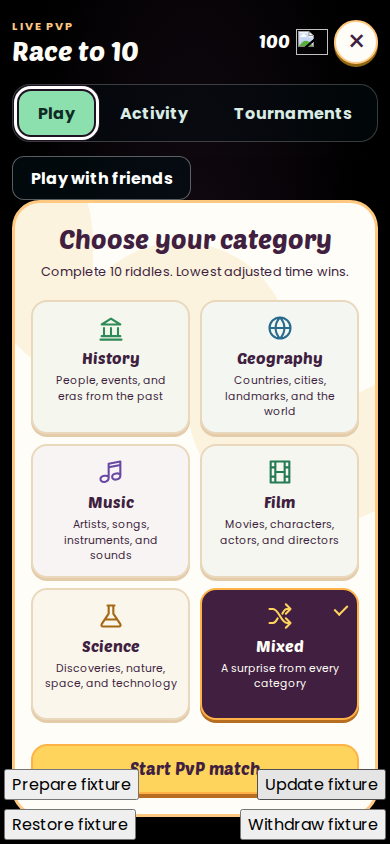 LIVE PVP
Race to 10
100
×
Play
Activity
Tournaments
Play with friends
Choose your category
Complete 10 riddles. Lowest adjusted time wins.
History
People, events, and
eras from the past
Geography
Countries, cities,
landmarks, and the
world
Music
Artists, songs,
instruments, and
sounds
Film
Movies, characters,
actors, and directors
Science
Discoveries, nature,
space, and technology
Mixed
A surprise from every
category
Start PvP match
Prepare fixture
Update fixture
Restore fixture
Withdraw fixture